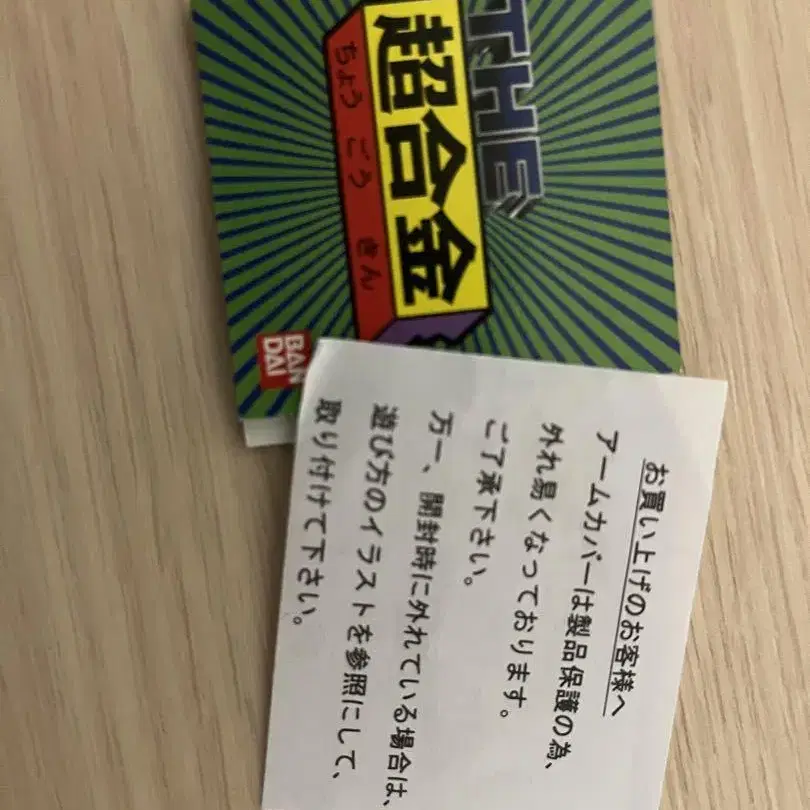 THE
超合金
ちょうごうきん
BAN
DAI
お買い上げのお客様へ
アームカバーは製品保護の為、
外れ易くなっております。
ご了承下さい。
万一、開封時に外れている場合は、
遊び方のイラストを参照にして、
取り付けて下さい。